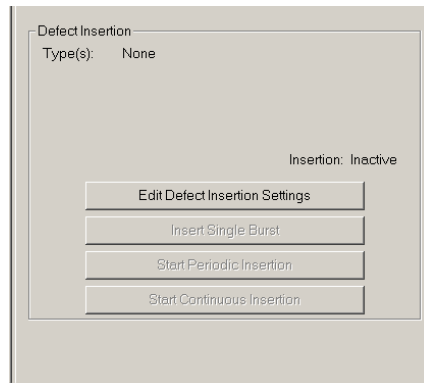 Defect Insertion
Type(s): None
Insertion: Inactive
Edit Defect Insertion Settings
Insert Single Burst
Start Periodic Insertion
Start Continuous Insertion